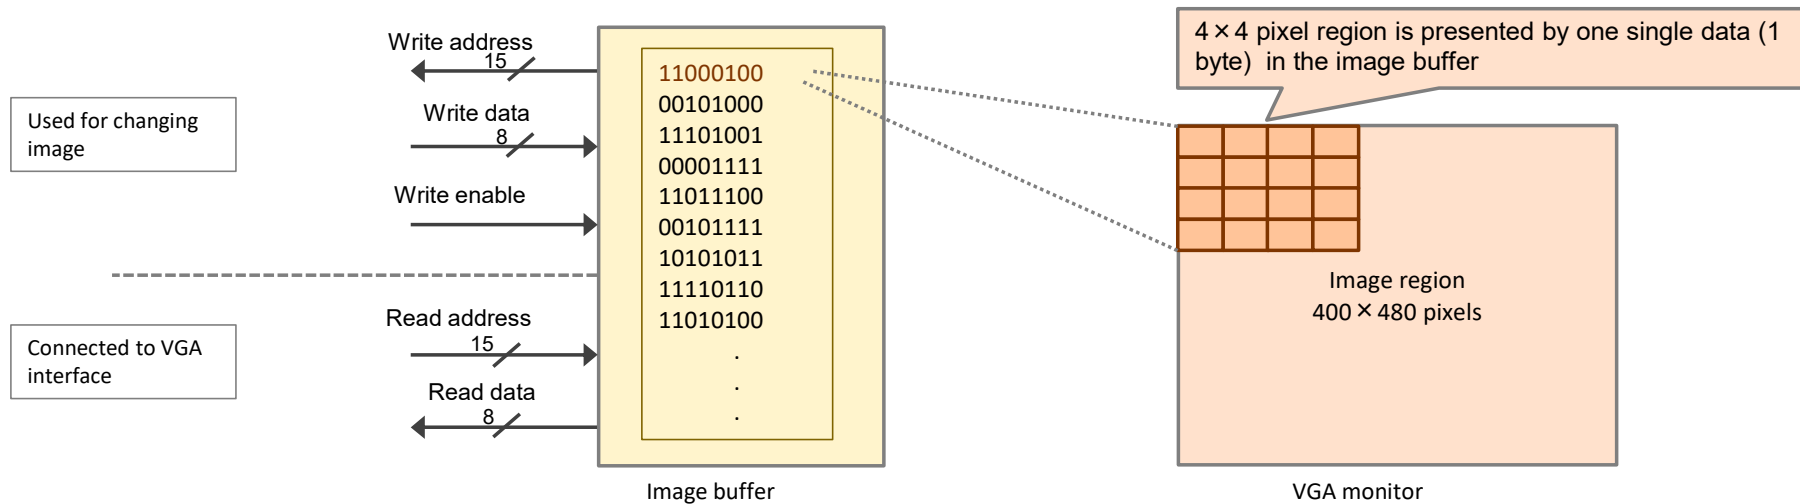 4×4 pixel region is presented by one single data (1
byte) in the image buffer
Write address
15
Write data
8
Write enable
Used for changing
image
Read address
15
Read data
8
Connected to VGA
interface
11000100
00101000
11101001
00001111
11011100
00101111
10101011
11110110
11010100
.
.
.
Image region
400×480 pixels
Image buffer
VGA monitor